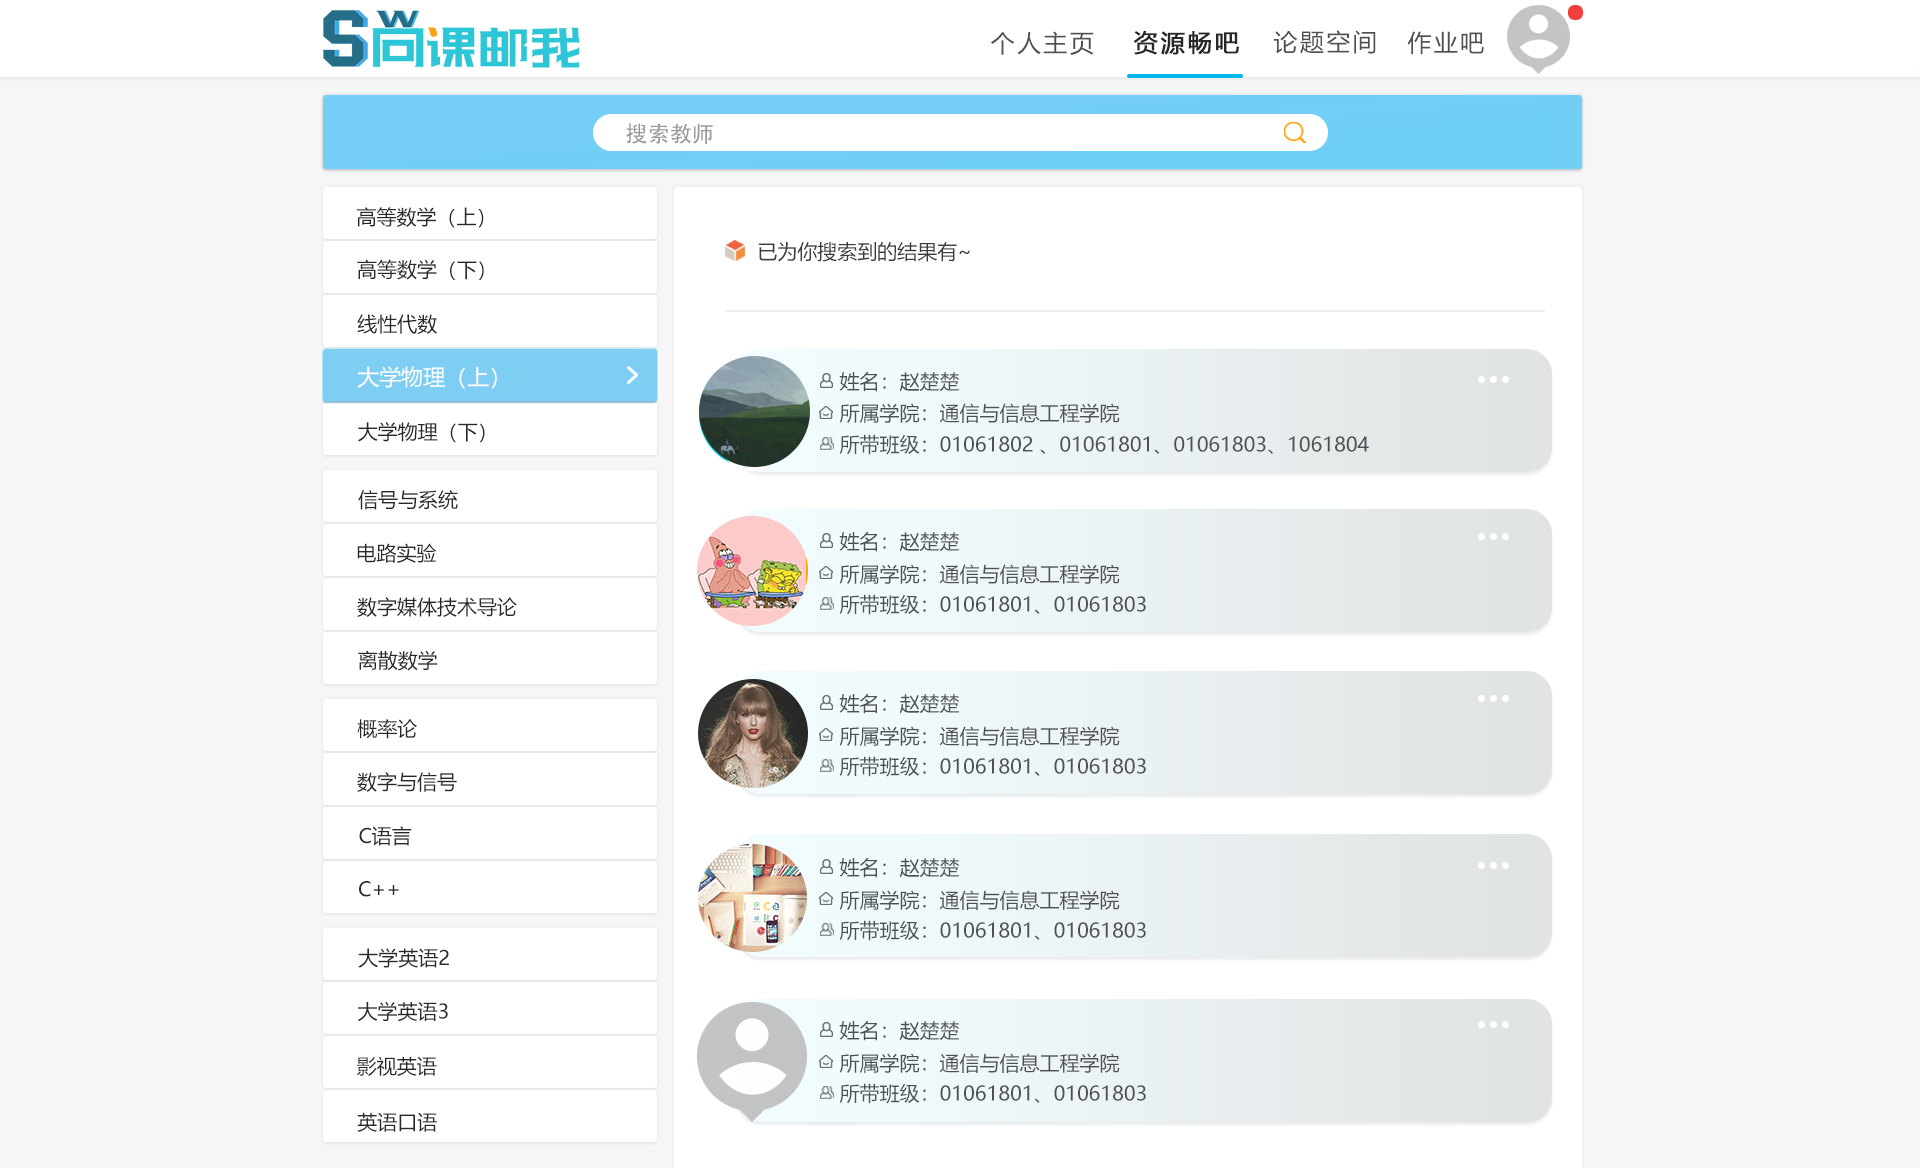 SW尚课邮我
个人主页 资源畅吧 论题空间 作业吧
搜索教师
高等数学（上）
高等数学（下）
线性代数
大学物理（上）
大学物理（下）
信号与系统
电路实验
数字媒体技术导论
离散数学
概率论
数字与信号
C语言
C++
大学英语2
大学英语3
影视英语
英语口语
已为你搜索到的结果有~
姓名：赵楚楚
所属学院：通信与信息工程学院
所带班级：01061802 、01061801、01061803、1061804
姓名：赵楚楚
所属学院：通信与信息工程学院
所带班级：01061801、01061803
姓名：赵楚楚
所属学院：通信与信息工程学院
所带班级：01061801、01061803
姓名：赵楚楚
所属学院：通信与信息工程学院
所带班级：01061801、01061803
姓名：赵楚楚
所属学院：通信与信息工程学院
所带班级：01061801、01061803